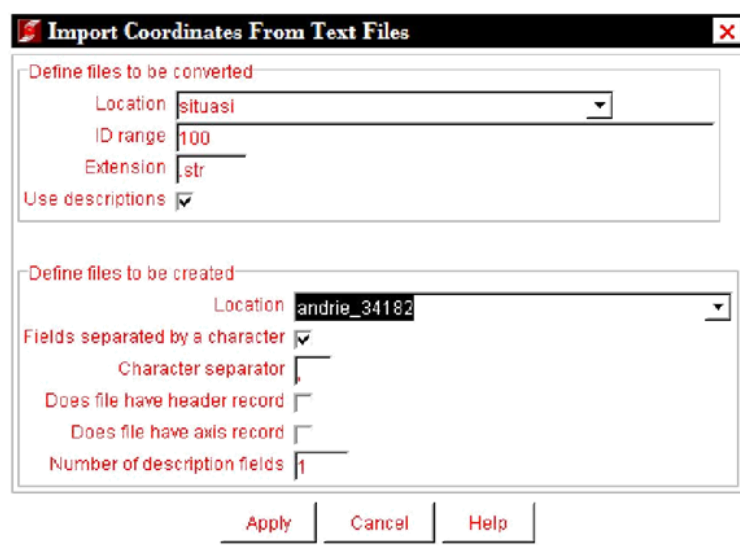 Import Coordinates From Text Files
Define files to be converted
Location situasi
ID range 100
Extension .str
Use descriptions
Define files to be created
Location andrie_34182
Fields separated by a character
Character separator ,
Does file have header record
Does file have axis record
Number of description fields 1
Apply Cancel Help